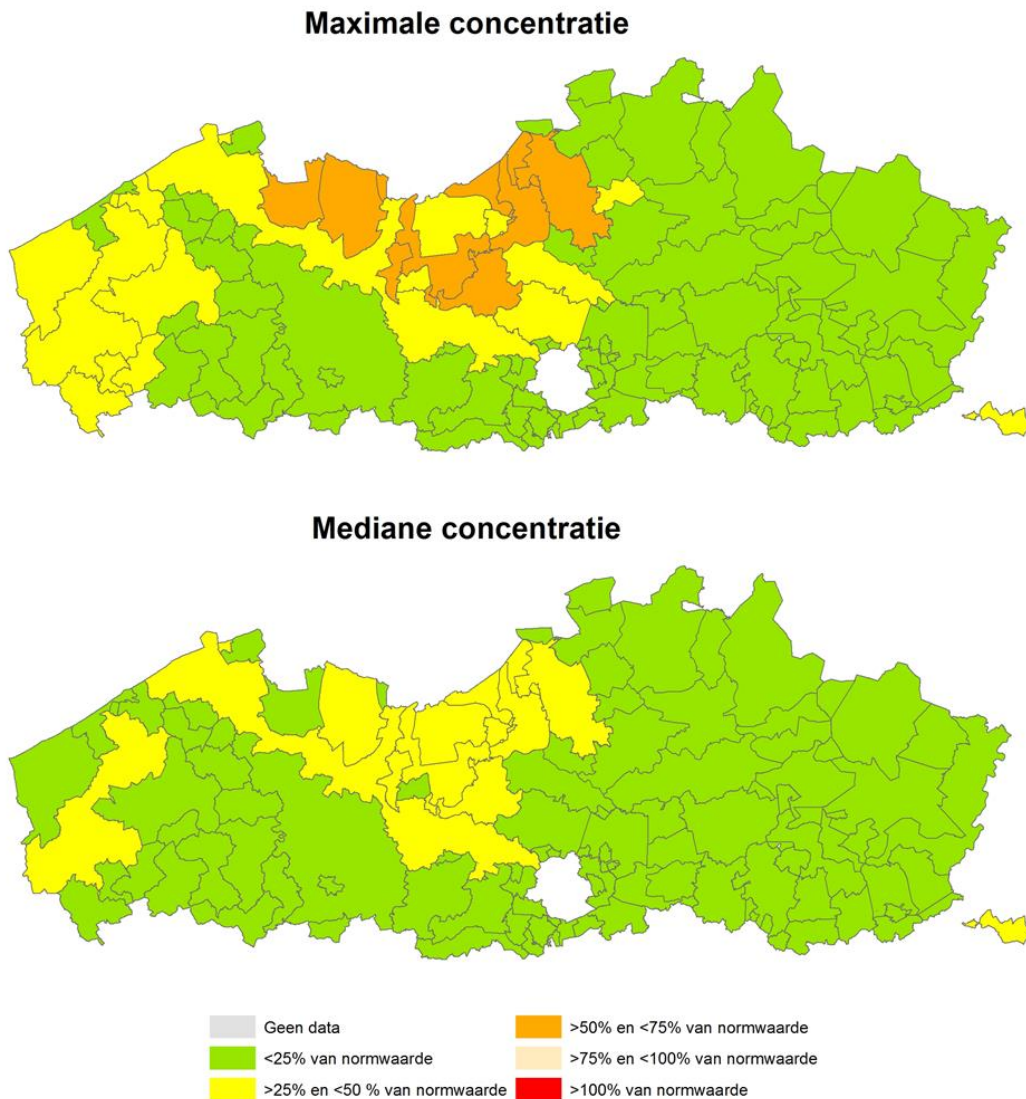 Maximale concentratie
Mediane concentratie
Geen data
<25% van normwaarde
>25% en <50 % van normwaarde
>50% en <75% van normwaarde
>75% en <100% van normwaarde
>100% van normwaarde